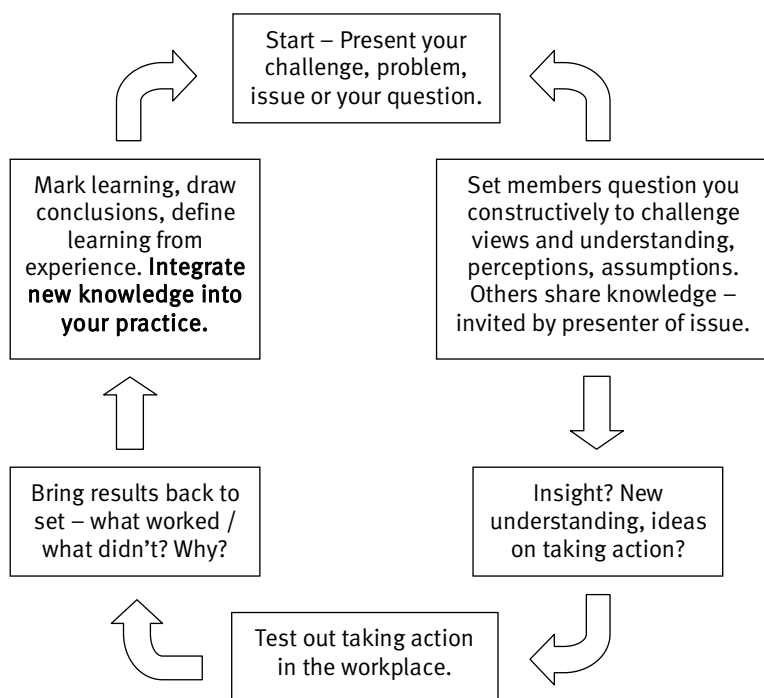 Start – Present your
challenge, problem,
issue or your question.
Set members question you
constructively to challenge
views and understanding,
perceptions, assumptions.
Others share knowledge –
invited by presenter of issue.
Insight? New
understanding, ideas
on taking action?
Test out taking action
in the workplace.
Bring results back to
set – what worked /
what didn’t? Why?
Mark learning, draw
conclusions, define
learning from
experience. Integrate
new knowledge into
your practice.